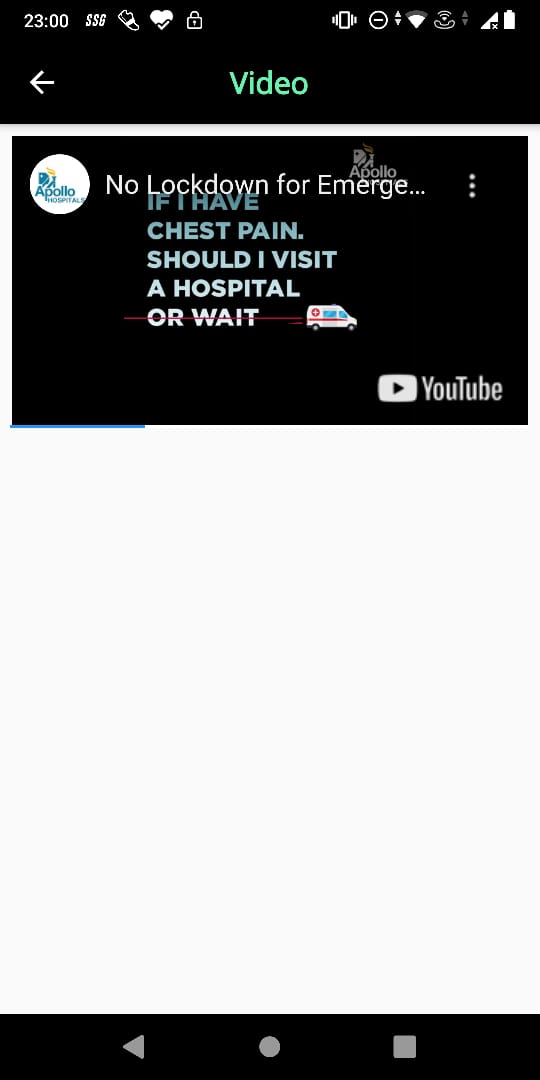 23:00 SSG
Video
Apollo
HOSPITALS
No Lockdown for Emerge...
Apollo
IF I HAVE
CHEST PAIN.
SHOULD I VISIT
A HOSPITAL
OR WAIT
YouTube